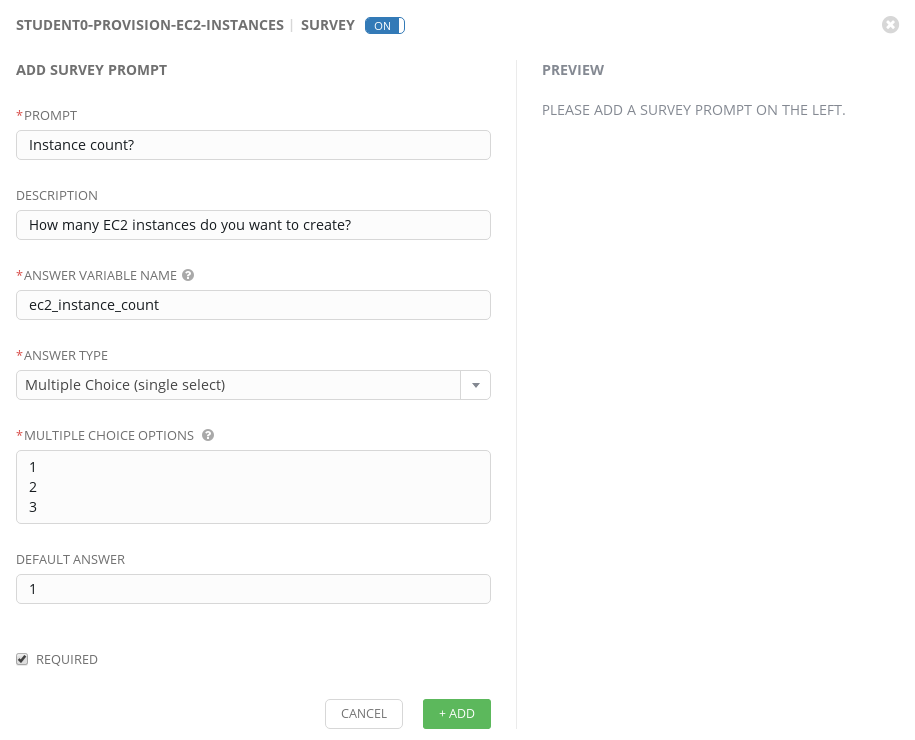 STUDENT0-PROVISION-EC2-INSTANCES | SURVEY ON
ADD SURVEY PROMPT
*PROMPT
Instance count?
DESCRIPTION
How many EC2 instances do you want to create?
*ANSWER VARIABLE NAME ?
ec2_instance_count
*ANSWER TYPE
Multiple Choice (single select)
*MULTIPLE CHOICE OPTIONS ?
1
2
3
DEFAULT ANSWER
1
REQUIRED
CANCEL
+ ADD
PREVIEW
PLEASE ADD A SURVEY PROMPT ON THE LEFT.